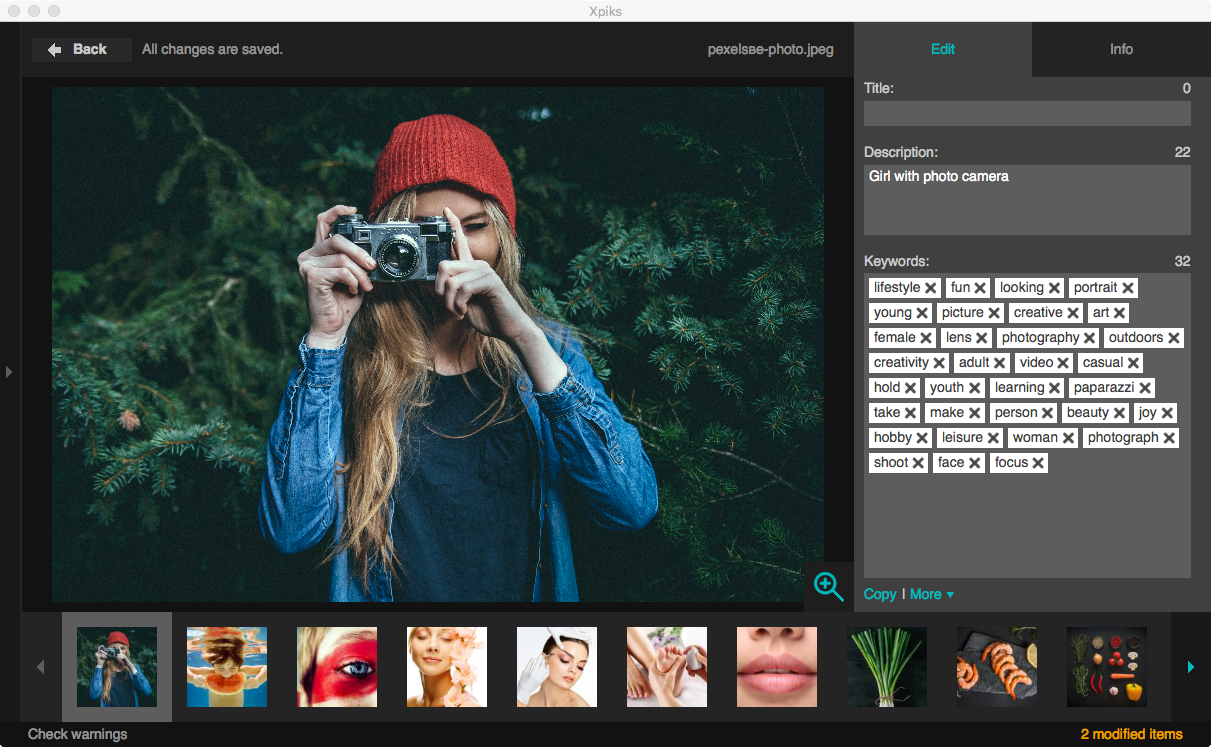 Xpiks
Back
All changes are saved.
pexelsвe-photo.jpeg
Edit
Info
Title:
0
Description:
22
Girl with photo camera
Keywords:
32
lifestyle fun looking portrait
young picture creative art
female lens photography outdoors
creativity adult video casual
hold youth learning paparazzi
take make person beauty joy
hobby leisure woman photograph
shoot face focus
Copy | More
Check warnings
2 modified items